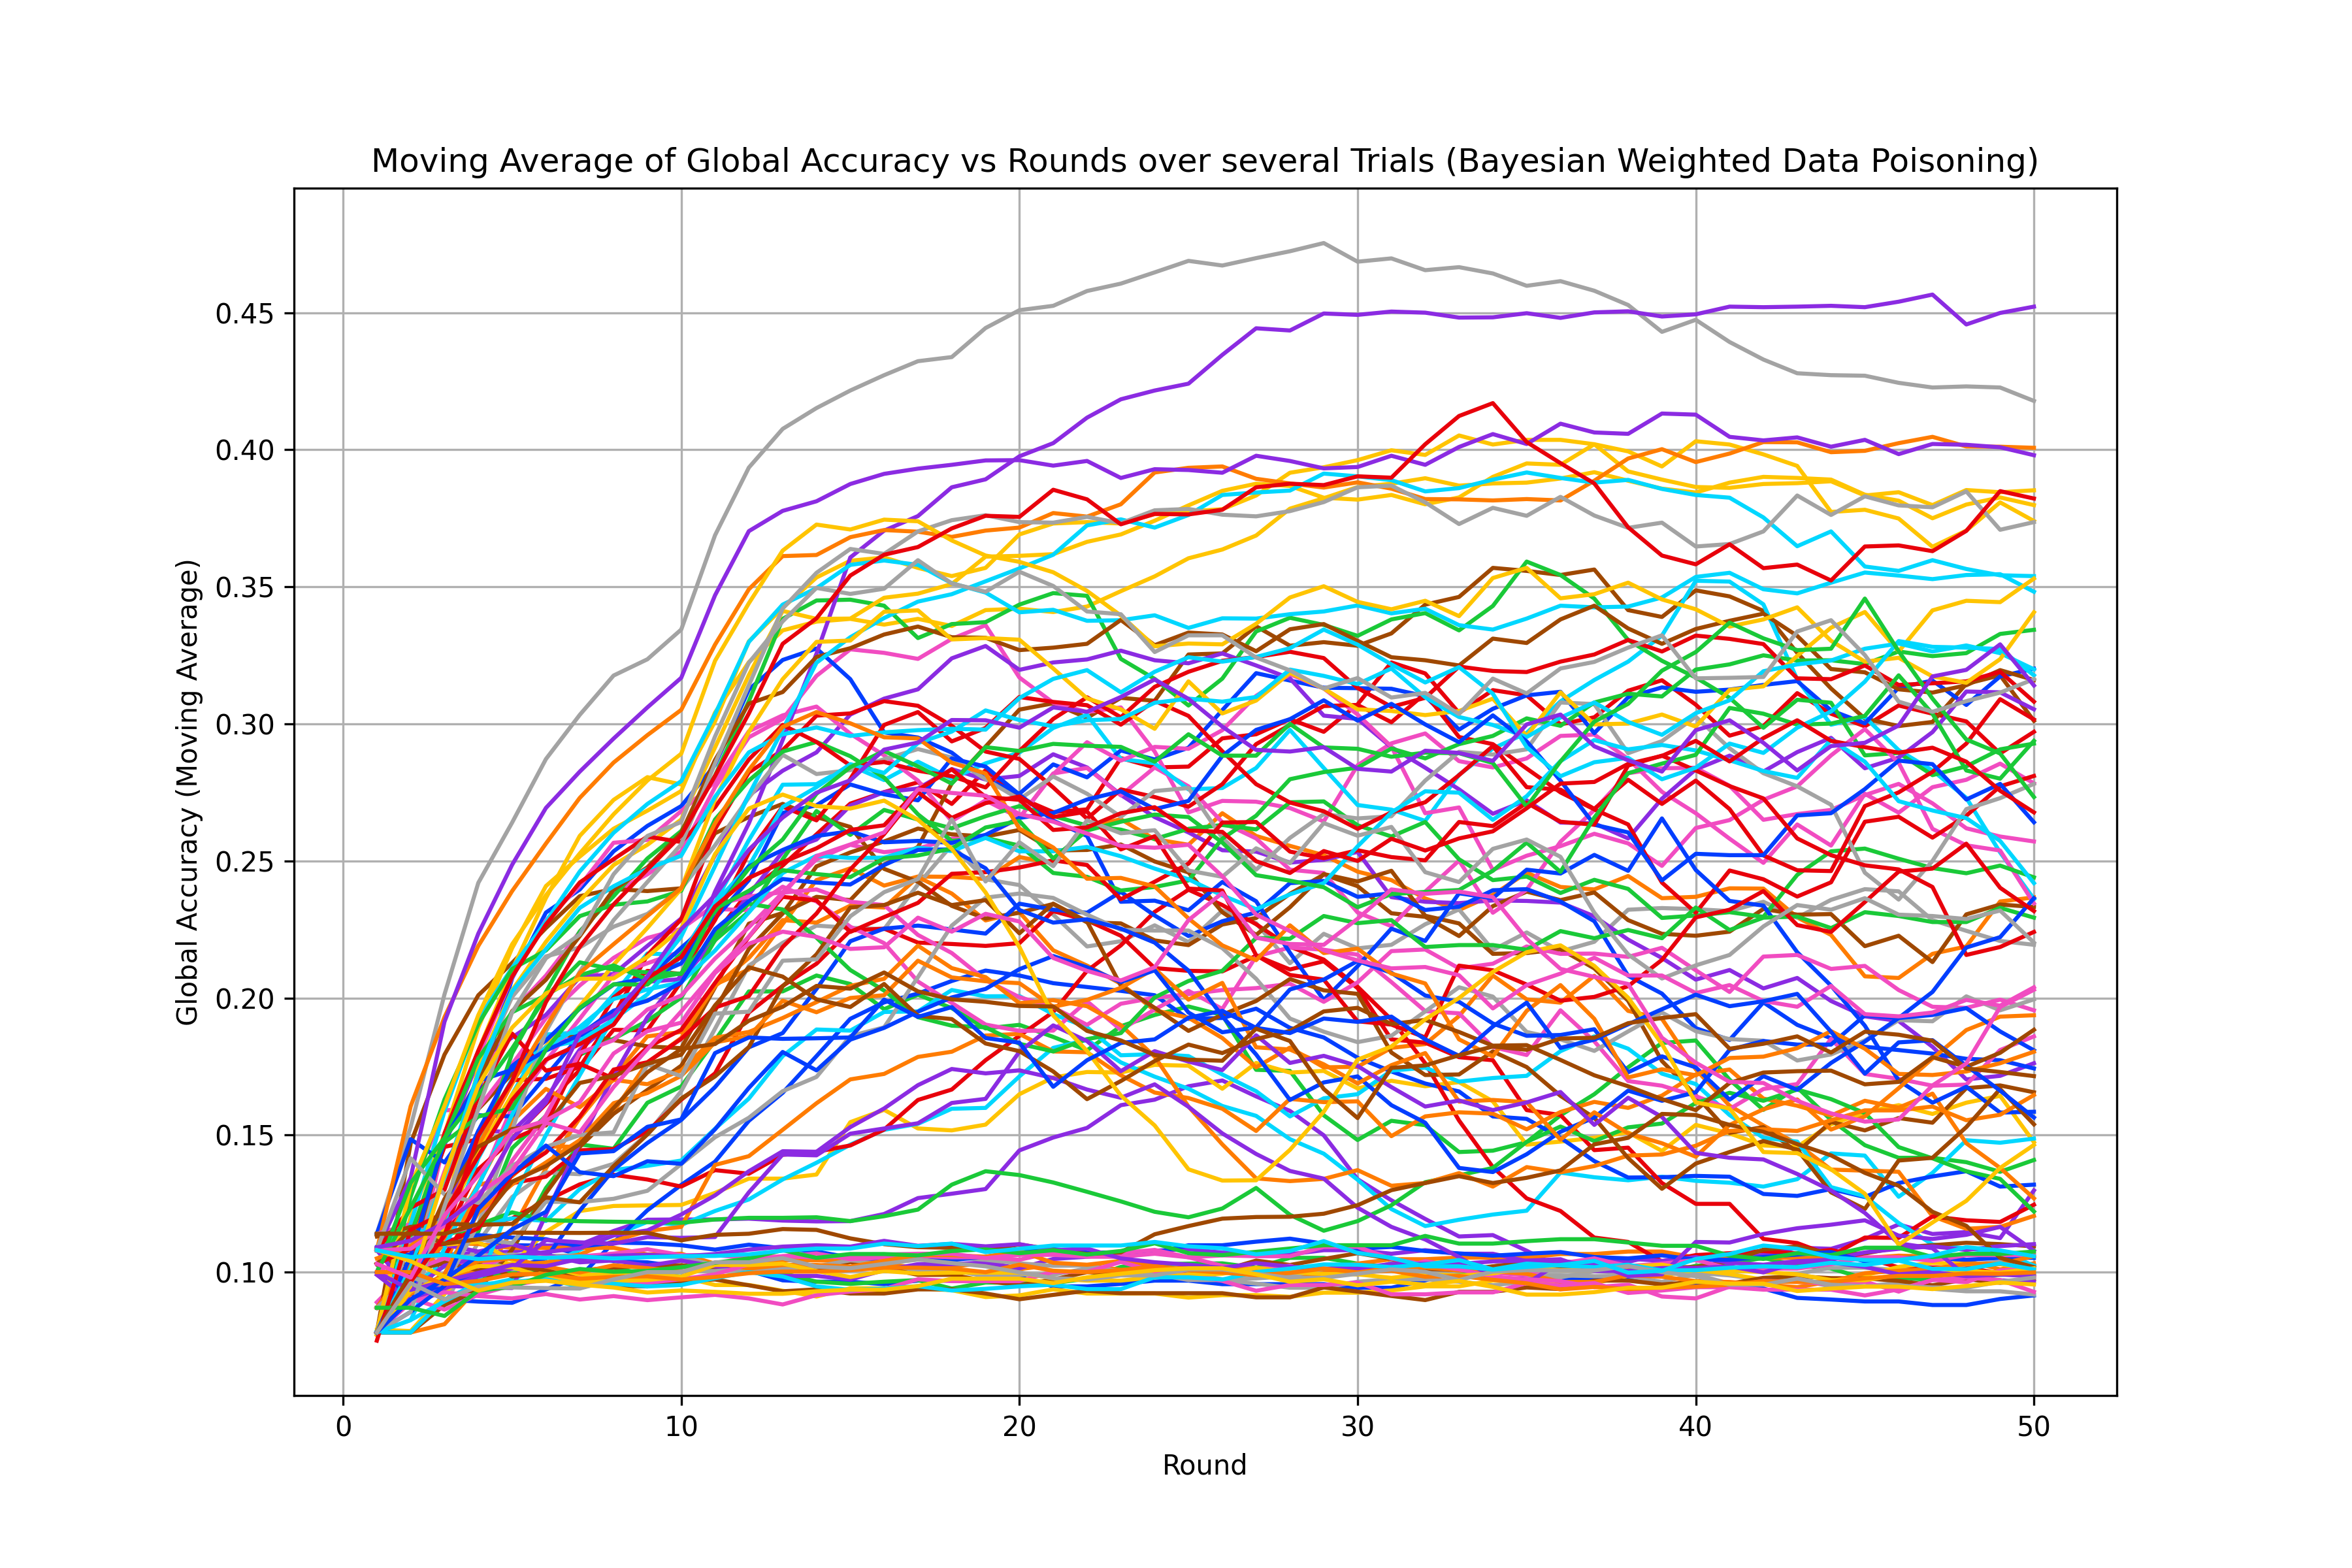 Moving Average of Global Accuracy vs Rounds over several Trials (Bayesian Weighted Data Poisoning)
Global Accuracy (Moving Average)
0.45
0.40
0.35
0.30
0.25
0.20
0.15
0.10
0 10 20 30 40 50
Round